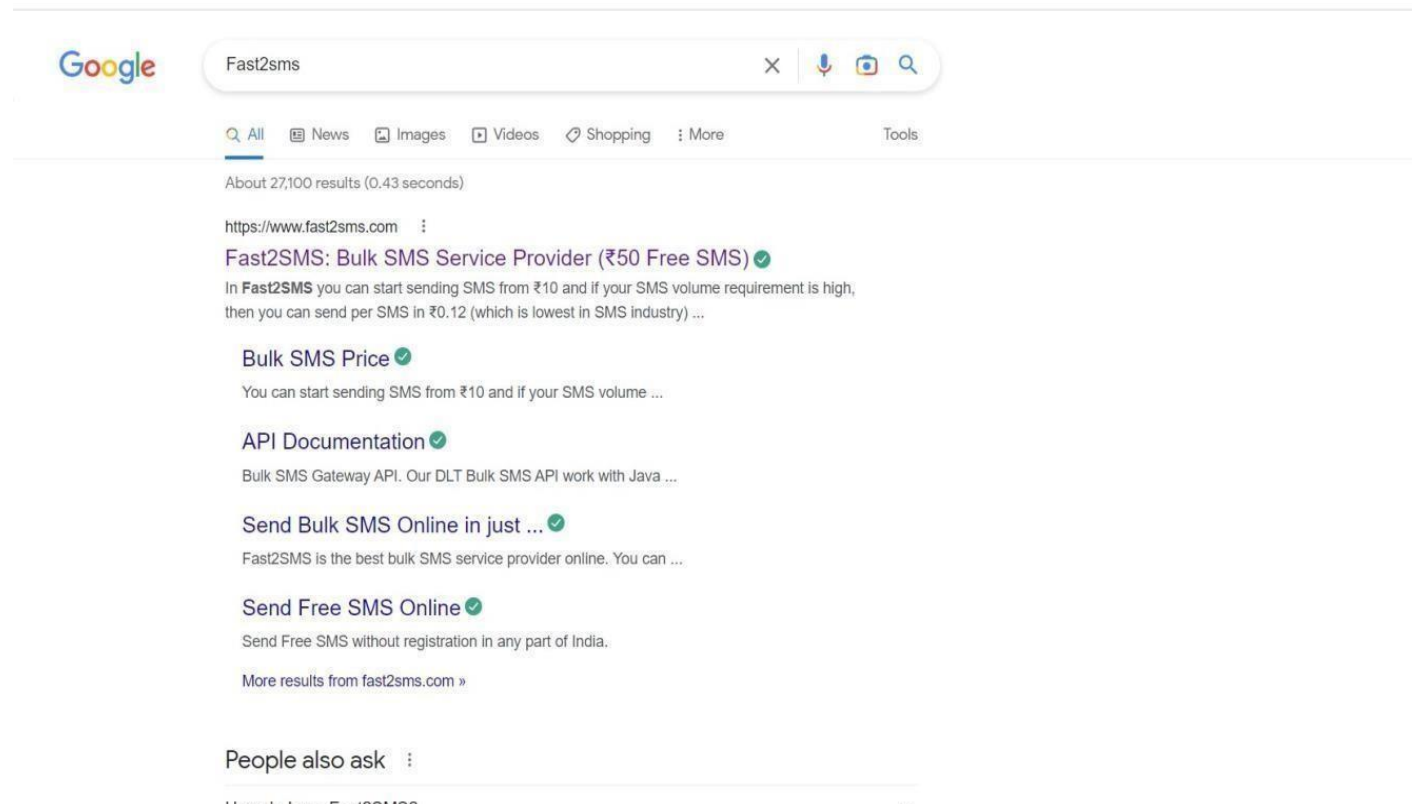 Google
Fast2sms
All News Images Videos Shopping More Tools
About 27,100 results (0.43 seconds)
https://www.fast2sms.com
Fast2SMS: Bulk SMS Service Provider (₹50 Free SMS)
In Fast2SMS you can start sending SMS from ₹10 and if your SMS volume requirement is high,
then you can send per SMS in ₹0.12 (which is lowest in SMS industry) ...
Bulk SMS Price
You can start sending SMS from ₹10 and if your SMS volume ...
API Documentation
Bulk SMS Gateway API. Our DLT Bulk SMS API work with Java ...
Send Bulk SMS Online in just ...
Fast2SMS is the best bulk SMS service provider online. You can ...
Send Free SMS Online
Send Free SMS without registration in any part of India.
More results from fast2sms.com »
People also ask